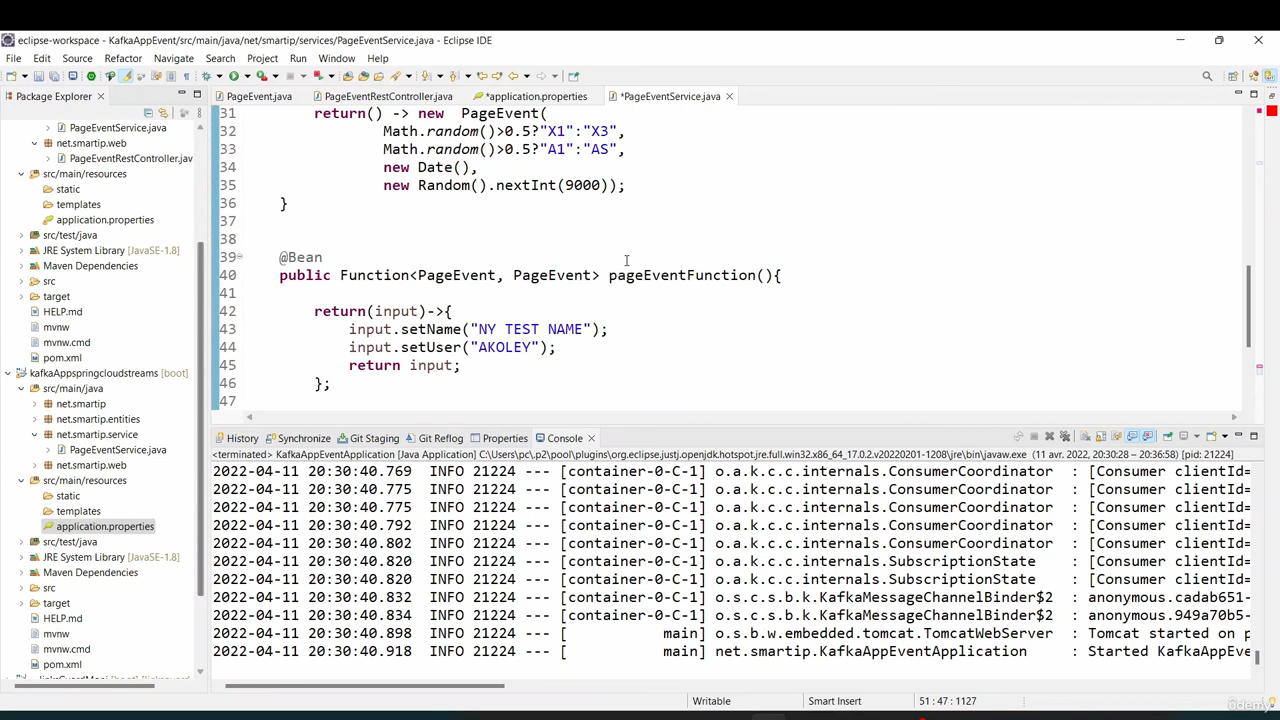 eclipse-workspace - KafkaAppEvent/src/main/java/net/smartip/services/PageEventService.java - Eclipse IDE
File Edit Source Refactor Navigate Search Project Run Window Help
Package Explorer
PageEvent.java PageEventRestController.java *application.properties *PageEventService.java
PageEventService.java
net.smartip.web
PageEventRestController.jav
src/main/resources
static
templates
application.properties
src/test/java
JRE System Library [JavaSE-1.8]
Maven Dependencies
src
target
HELP.md
mvnw
mvnw.cmd
pom.xml
kafkaAppspringcloudstreams [boot]
src/main/java
net.smartip
net.smartip.entities
net.smartip.service
PageEventService.java
net.smartip.web
src/main/resources
static
templates
application.properties
src/test/java
JRE System Library [JavaSE-1.8]
Maven Dependencies
src
target
HELP.md
mvnw
mvnw.cmd
pom.xml
31 return() -> new PageEvent(
32 Math.random()>0.5?"X1":"X3",
33 Math.random()>0.5?"A1":"AS",
34 new Date(),
35 new Random().nextInt(9000));
36 }
37
38
39 @Bean
40 public Function<PageEvent, PageEvent> pageEventFunction(){
41
42 return(input)->{
43 input.setName("NY TEST NAME");
44 input.setUser("AKOLEY");
45 return input;
46 };
47
History Synchronize Git Staging Git Reflog Properties Console
<terminated> KafkaAppEventApplication [Java Application] C:\Users\pc\.p2\pool\plugins\org.eclipse.justj.openjdk.hotspot.jre.full.win32.x86_64_17.0.2.v20220201-1208\jre\bin\javaw.exe (11 avr. 2022, 20:30:28 – 20:36:58) [pid: 21224]
2022-04-11 20:30:40.769 INFO 21224 --- [container-0-C-1] o.a.k.c.c.internals.ConsumerCoordinator : [Consumer clientId=
2022-04-11 20:30:40.775 INFO 21224 --- [container-0-C-1] o.a.k.c.c.internals.ConsumerCoordinator : [Consumer clientId=
2022-04-11 20:30:40.775 INFO 21224 --- [container-0-C-1] o.a.k.c.c.internals.ConsumerCoordinator : [Consumer clientId=
2022-04-11 20:30:40.792 INFO 21224 --- [container-0-C-1] o.a.k.c.c.internals.ConsumerCoordinator : [Consumer clientId=
2022-04-11 20:30:40.802 INFO 21224 --- [container-0-C-1] o.a.k.c.c.internals.ConsumerCoordinator : [Consumer clientId=
2022-04-11 20:30:40.820 INFO 21224 --- [container-0-C-1] o.a.k.c.c.internals.SubscriptionState : [Consumer clientId=
2022-04-11 20:30:40.820 INFO 21224 --- [container-0-C-1] o.a.k.c.c.internals.SubscriptionState : [Consumer clientId=
2022-04-11 20:30:40.832 INFO 21224 --- [container-0-C-1] o.s.c.s.b.k.KafkaMessageChannelBinder$2 : anonymous.cadab651-
2022-04-11 20:30:40.834 INFO 21224 --- [container-0-C-1] o.s.c.s.b.k.KafkaMessageChannelBinder$2 : anonymous.949a70b5-
2022-04-11 20:30:40.898 INFO 21224 --- [ main] o.s.b.w.embedded.tomcat.TomcatWebServer : Tomcat started on p
2022-04-11 20:30:40.918 INFO 21224 --- [ main] net.smartip.KafkaAppEventApplication : Started KafkaAppEve
Writable Smart Insert 51 : 47 : 1127